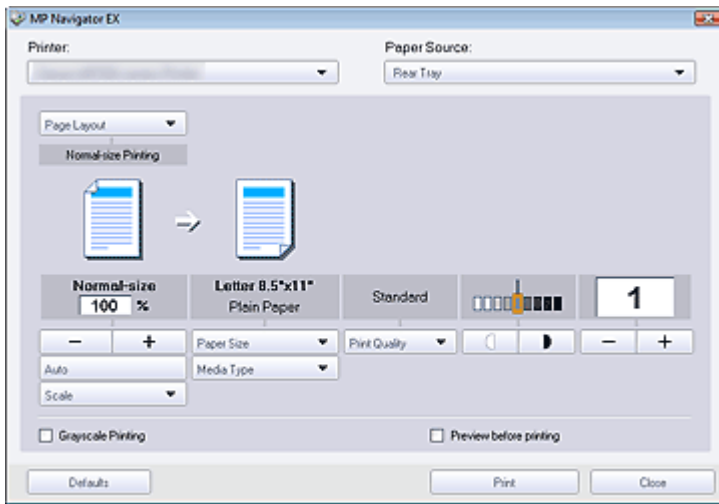 MP Navigator EX
Printer:
Paper Source:
Rear Tray
Page Layout
Normal-size Printing
Normal-size
100 %
Letter 8.5"x11"
Plain Paper
Standard
1
− +
Paper Size
Print Quality
− +
Auto
Media Type
Scale
Grayscale Printing
Preview before printing
Defaults
Print
Close